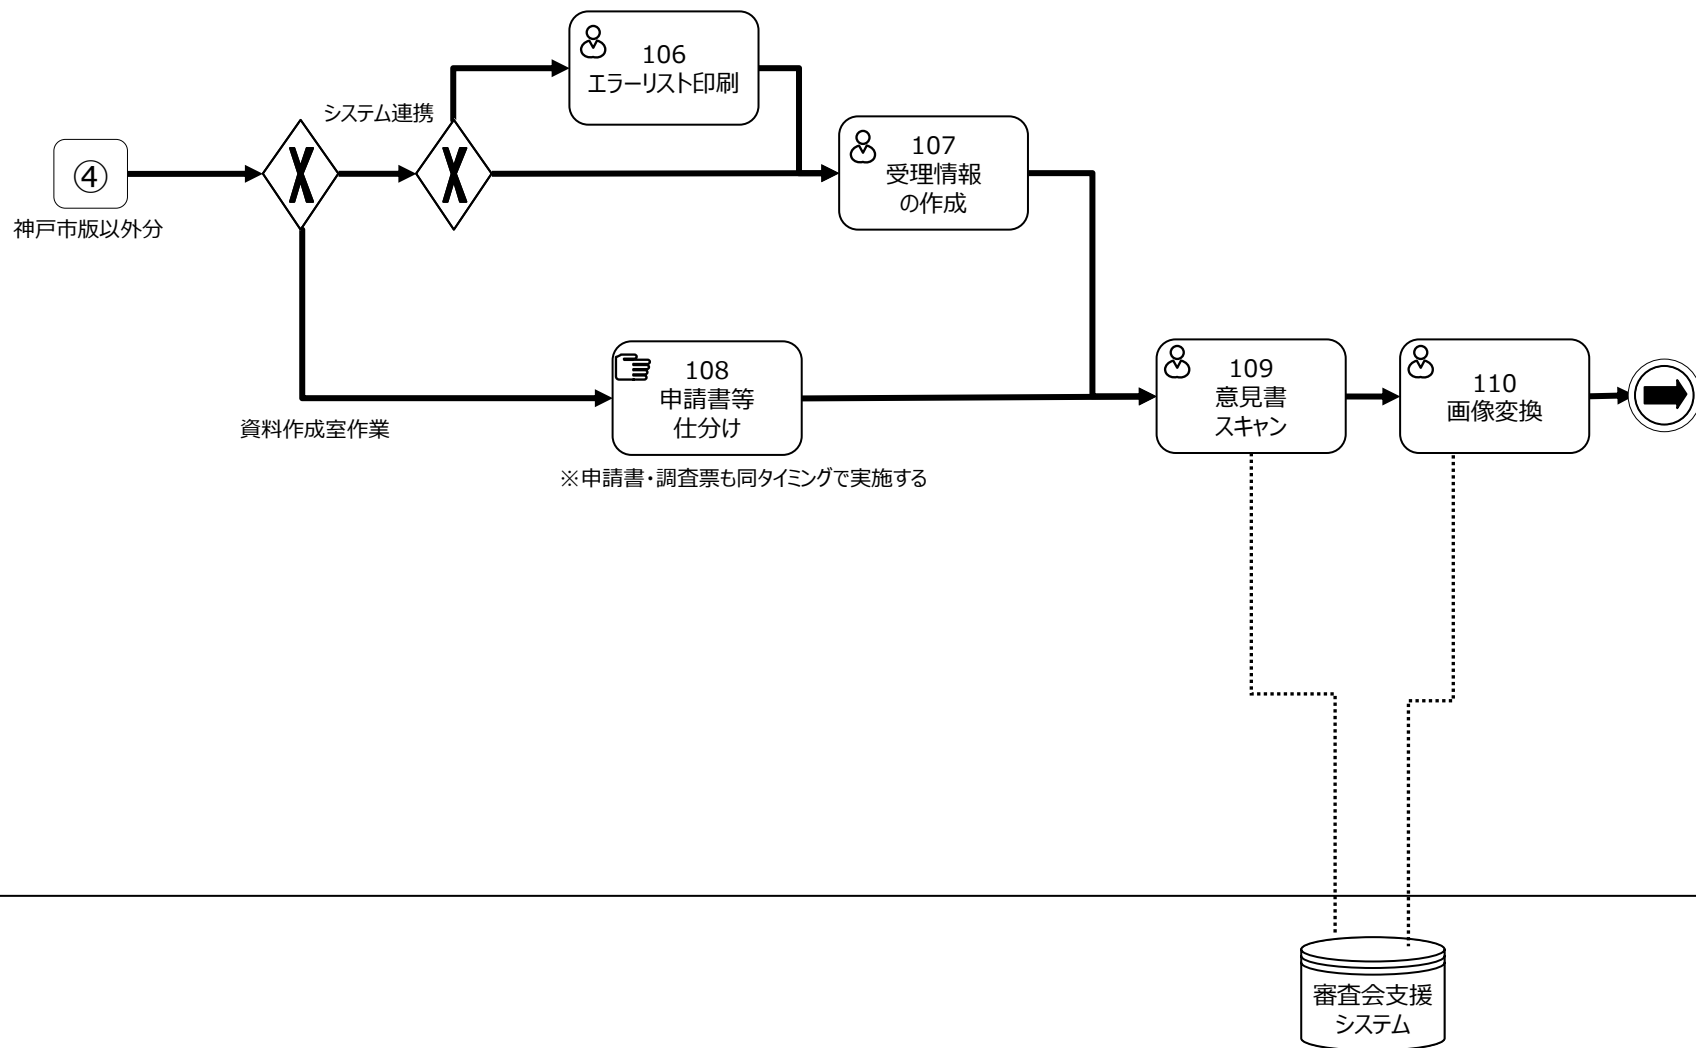 106
エラーリスト印刷
システム連携
④
神戸市版以外分
107
受理情報
の作成
108
申請書等
仕分け
資料作成室作業
※申請書・調査票も同タイミングで実施する
109
意見書
スキャン
110
画像変換
審査会支援
システム